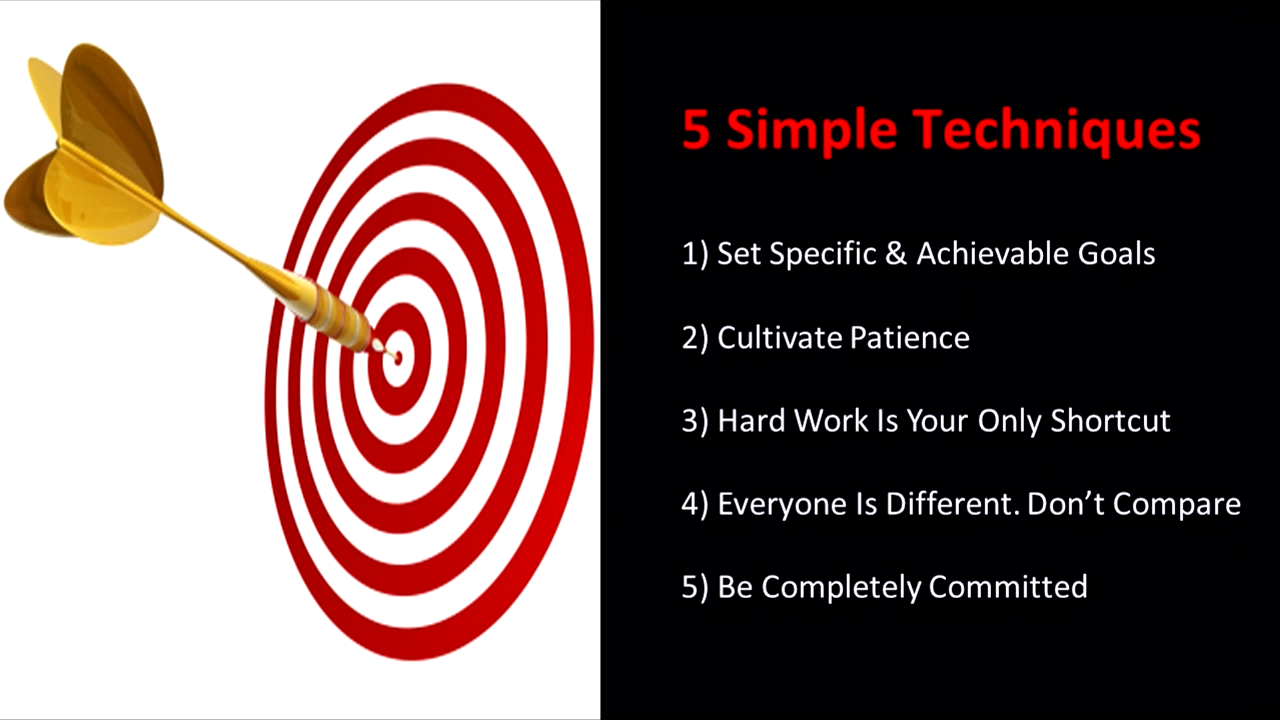 5 Simple Techniques
1) Set Specific & Achievable Goals
2) Cultivate Patience
3) Hard Work Is Your Only Shortcut
4) Everyone Is Different. Don’t Compare
5) Be Completely Committed